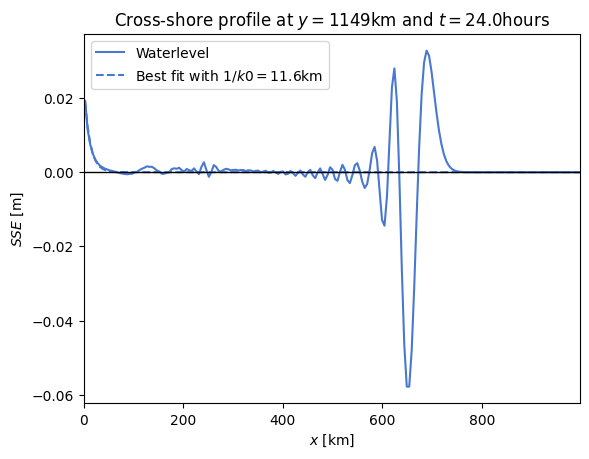 Cross-shore profile at y = 1149km and t = 24.0hours
Waterlevel
Best fit with 1/k0 = 11.6km
SSE [m]
0.02
0.00
−0.02
−0.04
−0.06
0 200 400 600 800
x [km]